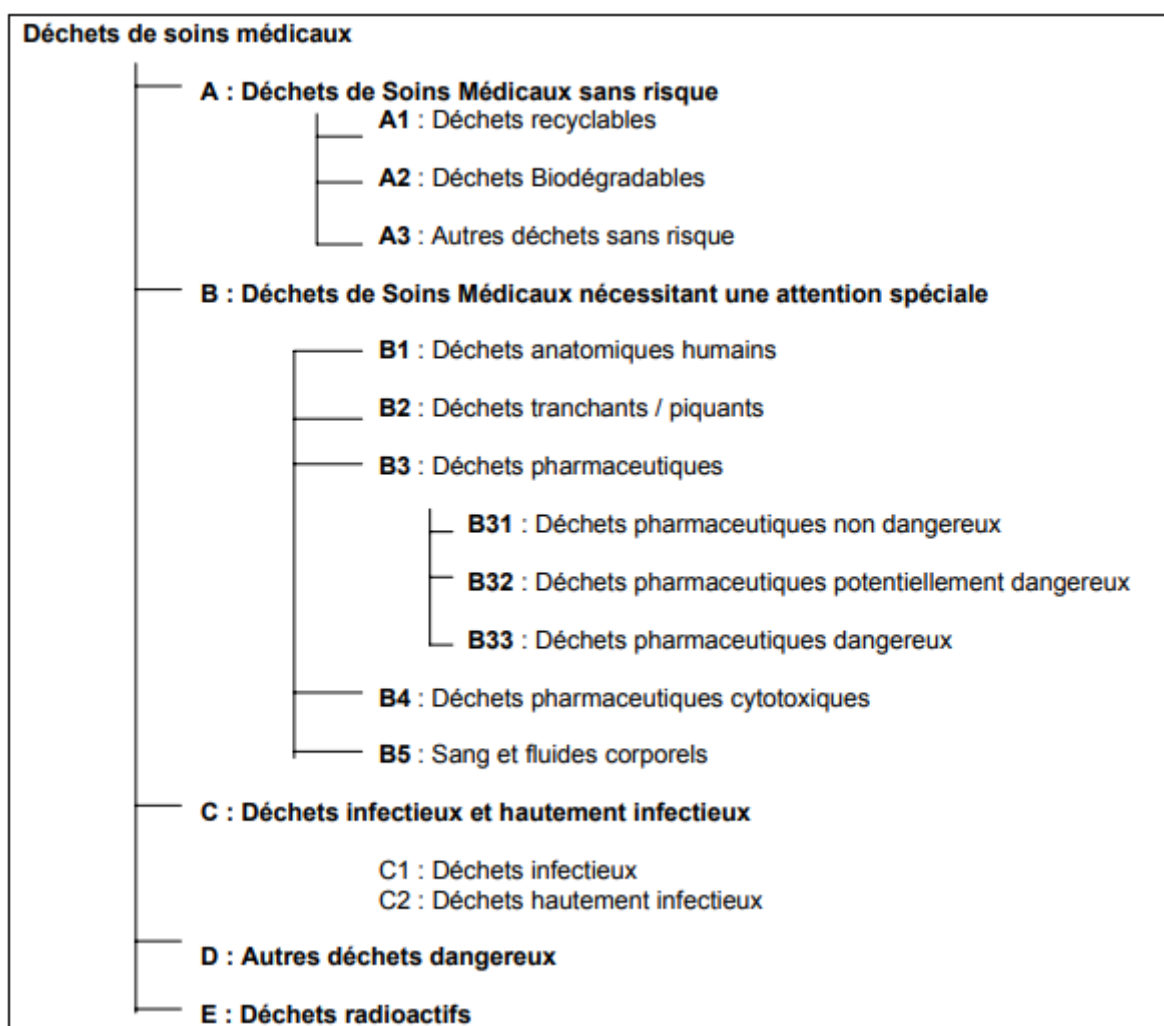 Déchets de soins médicaux
A : Déchets de Soins Médicaux sans risque
A1 : Déchets recyclables
A2 : Déchets Biodégradables
A3 : Autres déchets sans risque
B : Déchets de Soins Médicaux nécessitant une attention spéciale
B1 : Déchets anatomiques humains
B2 : Déchets tranchants / piquants
B3 : Déchets pharmaceutiques
B31 : Déchets pharmaceutiques non dangereux
B32 : Déchets pharmaceutiques potentiellement dangereux
B33 : Déchets pharmaceutiques dangereux
B4 : Déchets pharmaceutiques cytotoxiques
B5 : Sang et fluides corporels
C : Déchets infectieux et hautement infectieux
C1 : Déchets infectieux
C2 : Déchets hautement infectieux
D : Autres déchets dangereux
E : Déchets radioactifs